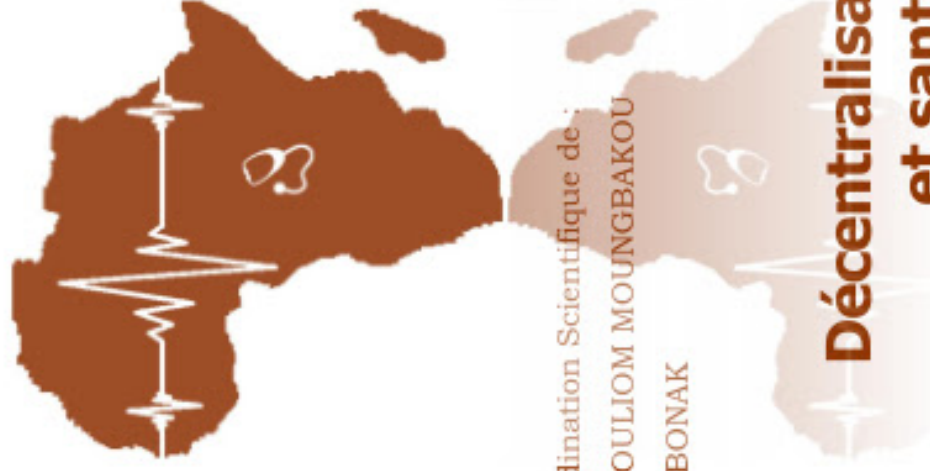 Décentralisa
et sant
dination Scientifique de :
OULIOM MOUNGBAKOU
BONAK